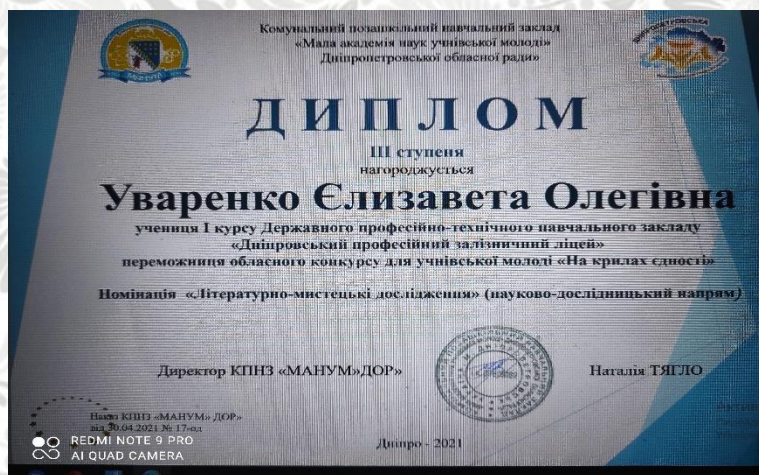 Комунальний позашкільний навчальний заклад
«Мала академія наук учнівської молоді»
Дніпропетровської обласної ради»
ДИПЛОМ
ІІІ ступеня
нагороджується
Уваренко Єлизавета Олегівна
учениця І курсу Державного професійно-технічного навчального закладу
«Дніпровський професійний залізничний ліцей»
переможниця обласного конкурсу для учнівської молоді «На крилах єдності»
Номінація «Літературно-мистецькі дослідження» (науково-дослідницький напрям)
Директор КПНЗ «МАНУМ»ДОР»
Наталія ТЯГЛО
Наказ КПНЗ «МАНУМ» ДОР»
від 30.04.2021 № 17-од
Дніпро - 2021
REDMI NOTE 9 PRO
AI QUAD CAMERA